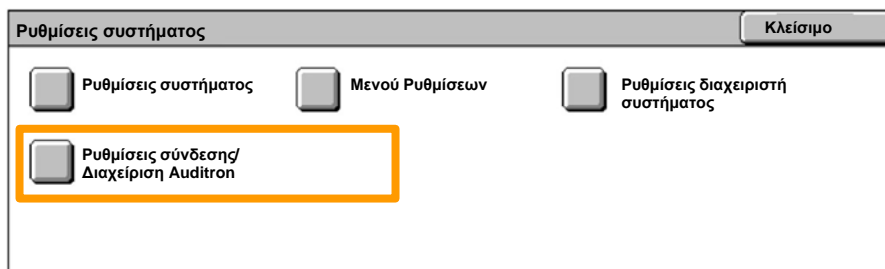 Ρυθμίσεις συστήματος
Κλείσιμο
Ρυθμίσεις συστήματος
Μενού Ρυθμίσεων
Ρυθμίσεις διαχειριστή
συστήματος
Ρυθμίσεις σύνδεσης/
Διαχείριση Auditron